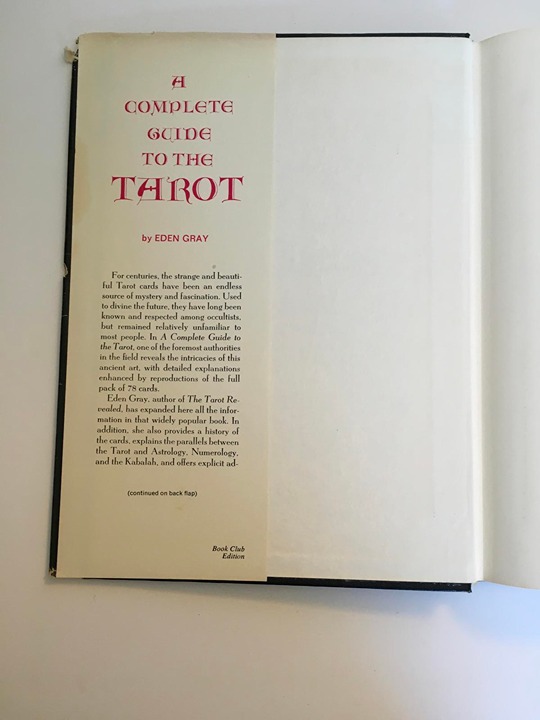 A
COMPLETE
GUIDE
TO THE
TAROT
by EDEN GRAY
For centuries, the strange and beauti-
ful Tarot cards have been an endless
source of mystery and fascination. Used
to divine the future, they have long been
known and respected among occultists,
but remained relatively unfamiliar to
most people. In A Complete Guide to
the Tarot, one of the foremost authorities
in the field reveals the intricacies of this
ancient art, with detailed explanations
enhanced by reproductions of the full
pack of 78 cards.
Eden Gray, author of The Tarot Re-
vealed, has expanded here all the infor-
mation in that widely popular book. In
addition, she also provides a history of
the cards, explains the parallels between
the Tarot and Astrology, Numerology,
and the Kabalah, and offers explicit ad-
(continued on back flap)
Book Club
Edition